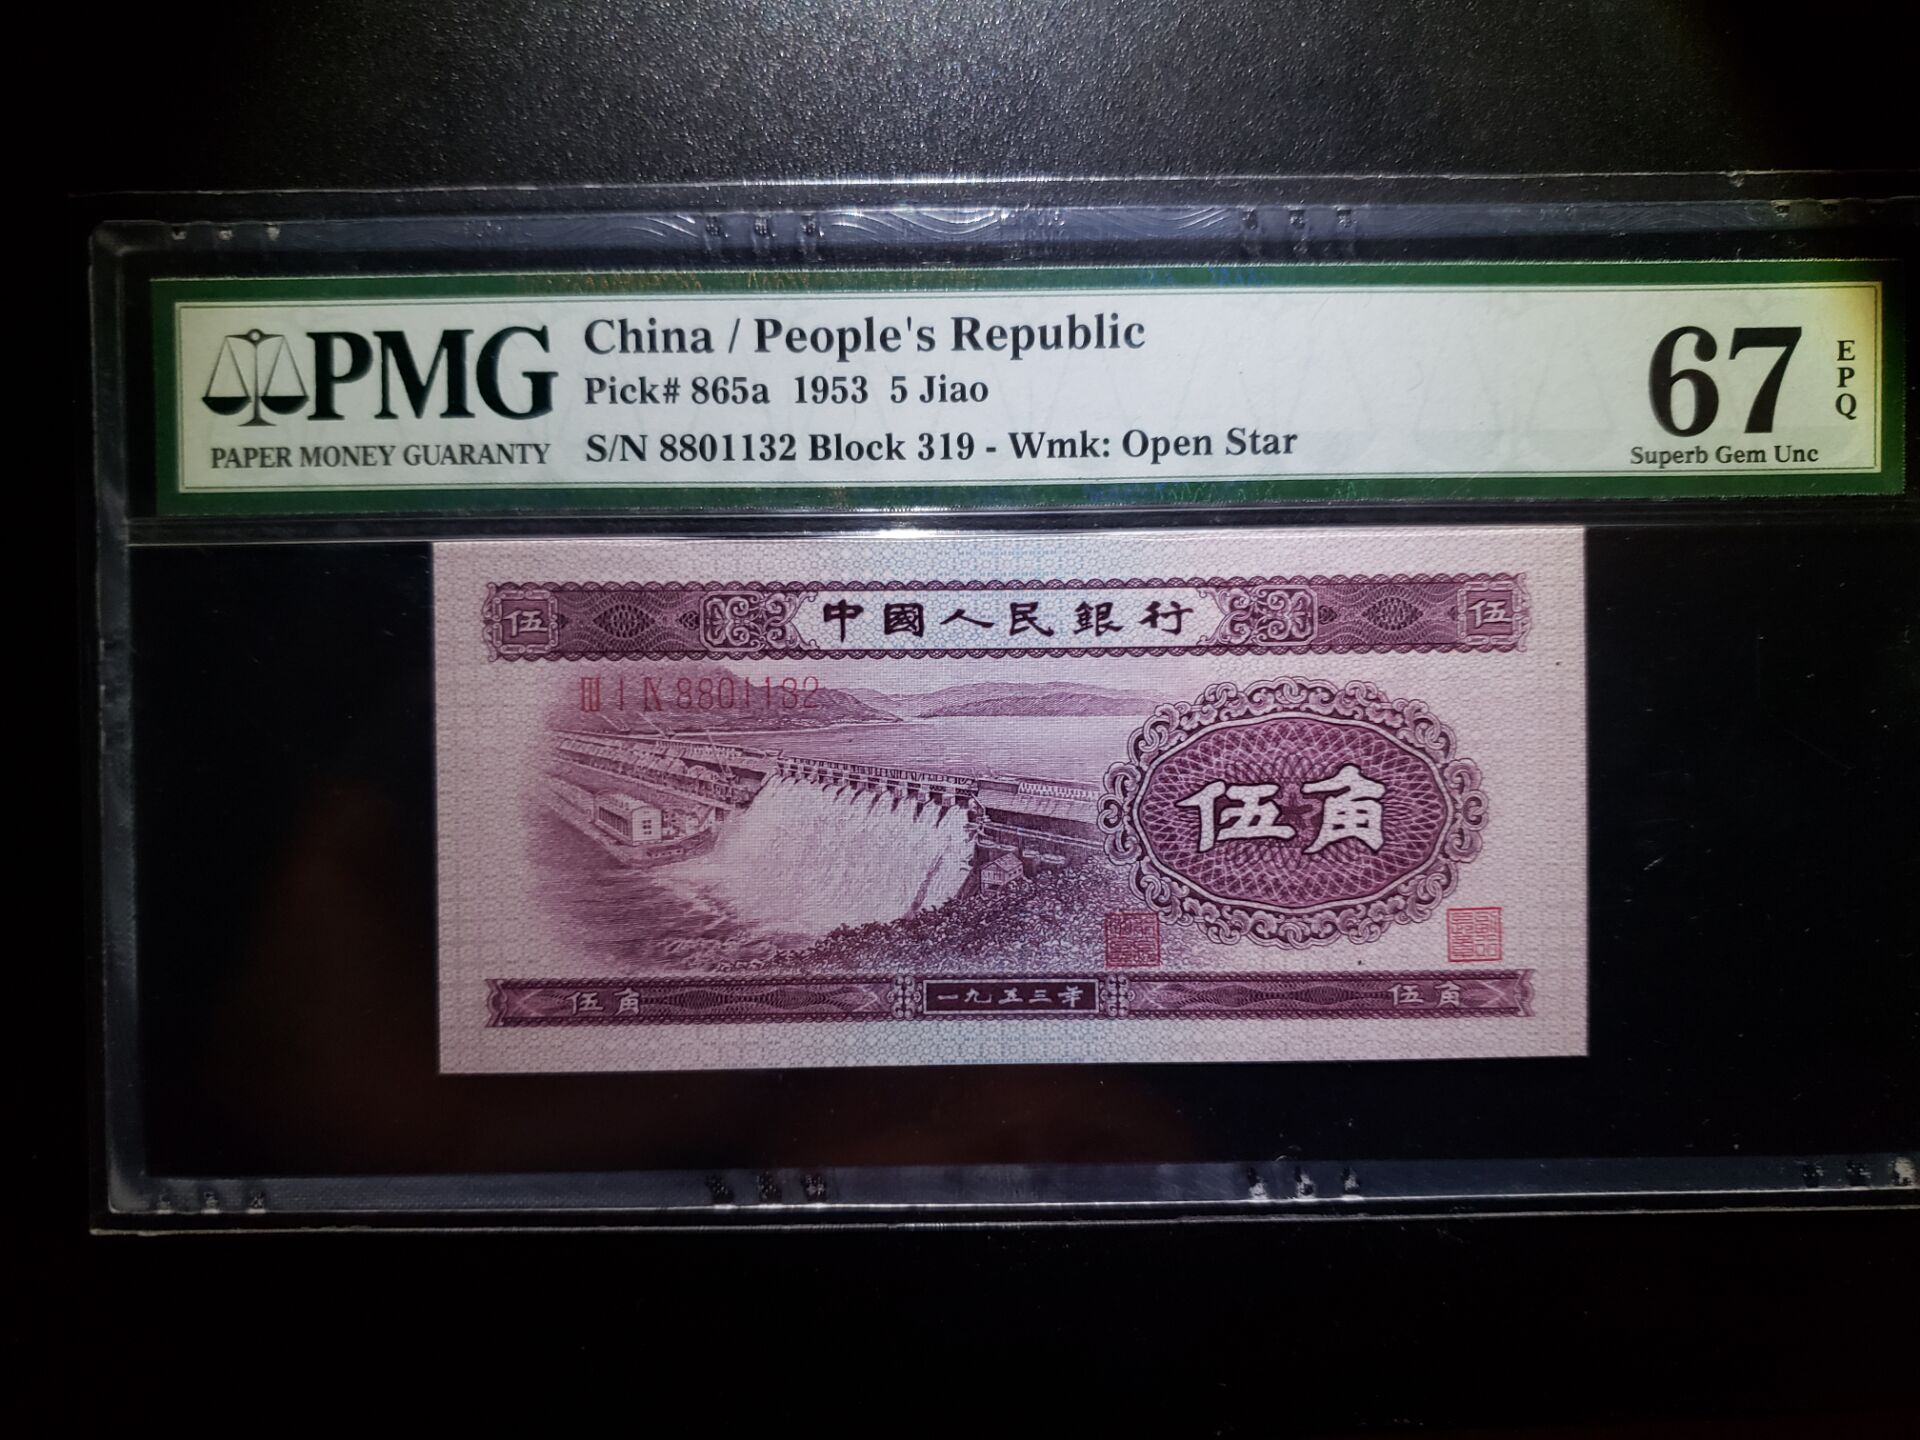 PMG
PAPER MONEY GUARANTY
China / People's Republic
Pick# 865a 1953 5 Jiao
S/N 8801132 Block 319 - Wmk: Open Star
67
EPQ
Superb Gem Unc
伍 中國人民銀行 伍
III I IX 8801132
伍角
伍角 一九五三年 伍角